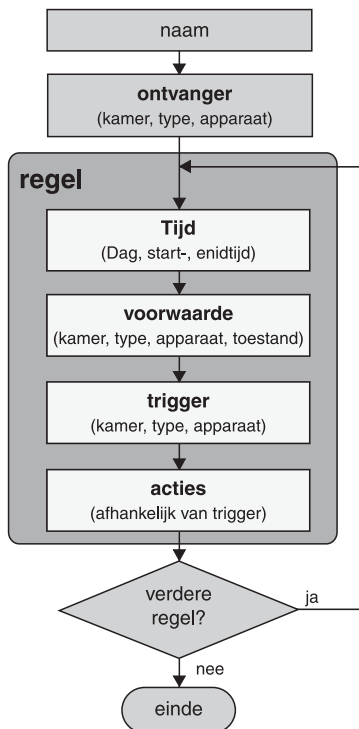 naam
ontvanger
(kamer, type, apparaat)
regel
Tijd
(Dag, start-, enidtijd)
voorwaarde
(kamer, type, apparaat, toestand)
trigger
(kamer, type, apparaat)
acties
(afhankelijk van trigger)
verdere
regel?
ja
nee
einde